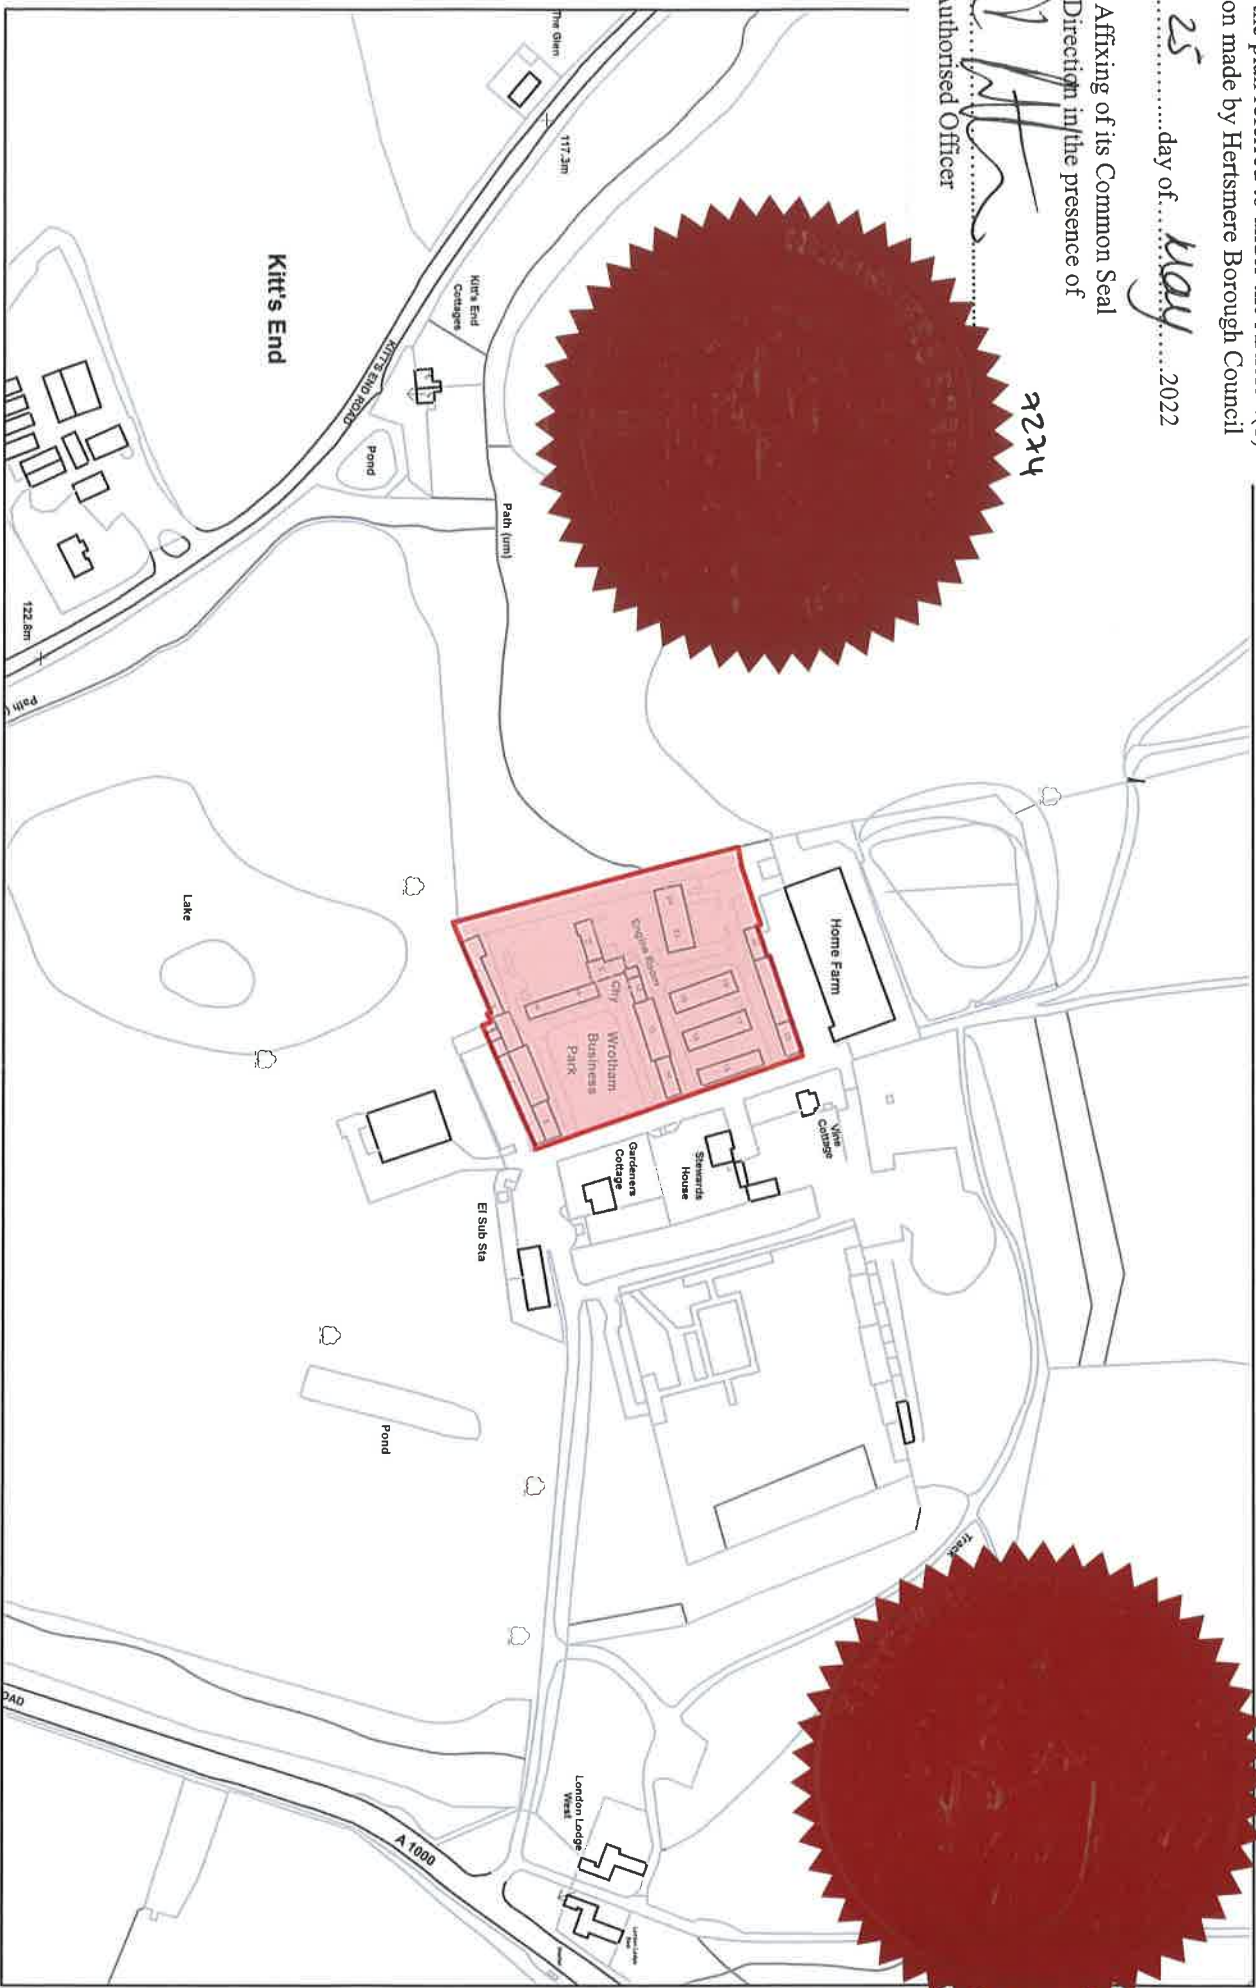 on made by Hertsmere Borough Council
25 day of May 2022
Affixing of its Common Seal
Direction in the presence of
Authorised Officer
7274
The Glen
117.3m
Kitt's End
Cottages
KITT'S END ROAD
Kitt's End
Pond
Path (um)
122.8m
Path
Lake
Home Farm
Engine Room
City
Wrotham
Business
Park
Vine
Cottage
Stewards
House
Gardeners
Cottage
El Sub Sta
Pond
Track
London Lodge
West
A 1000
OAD